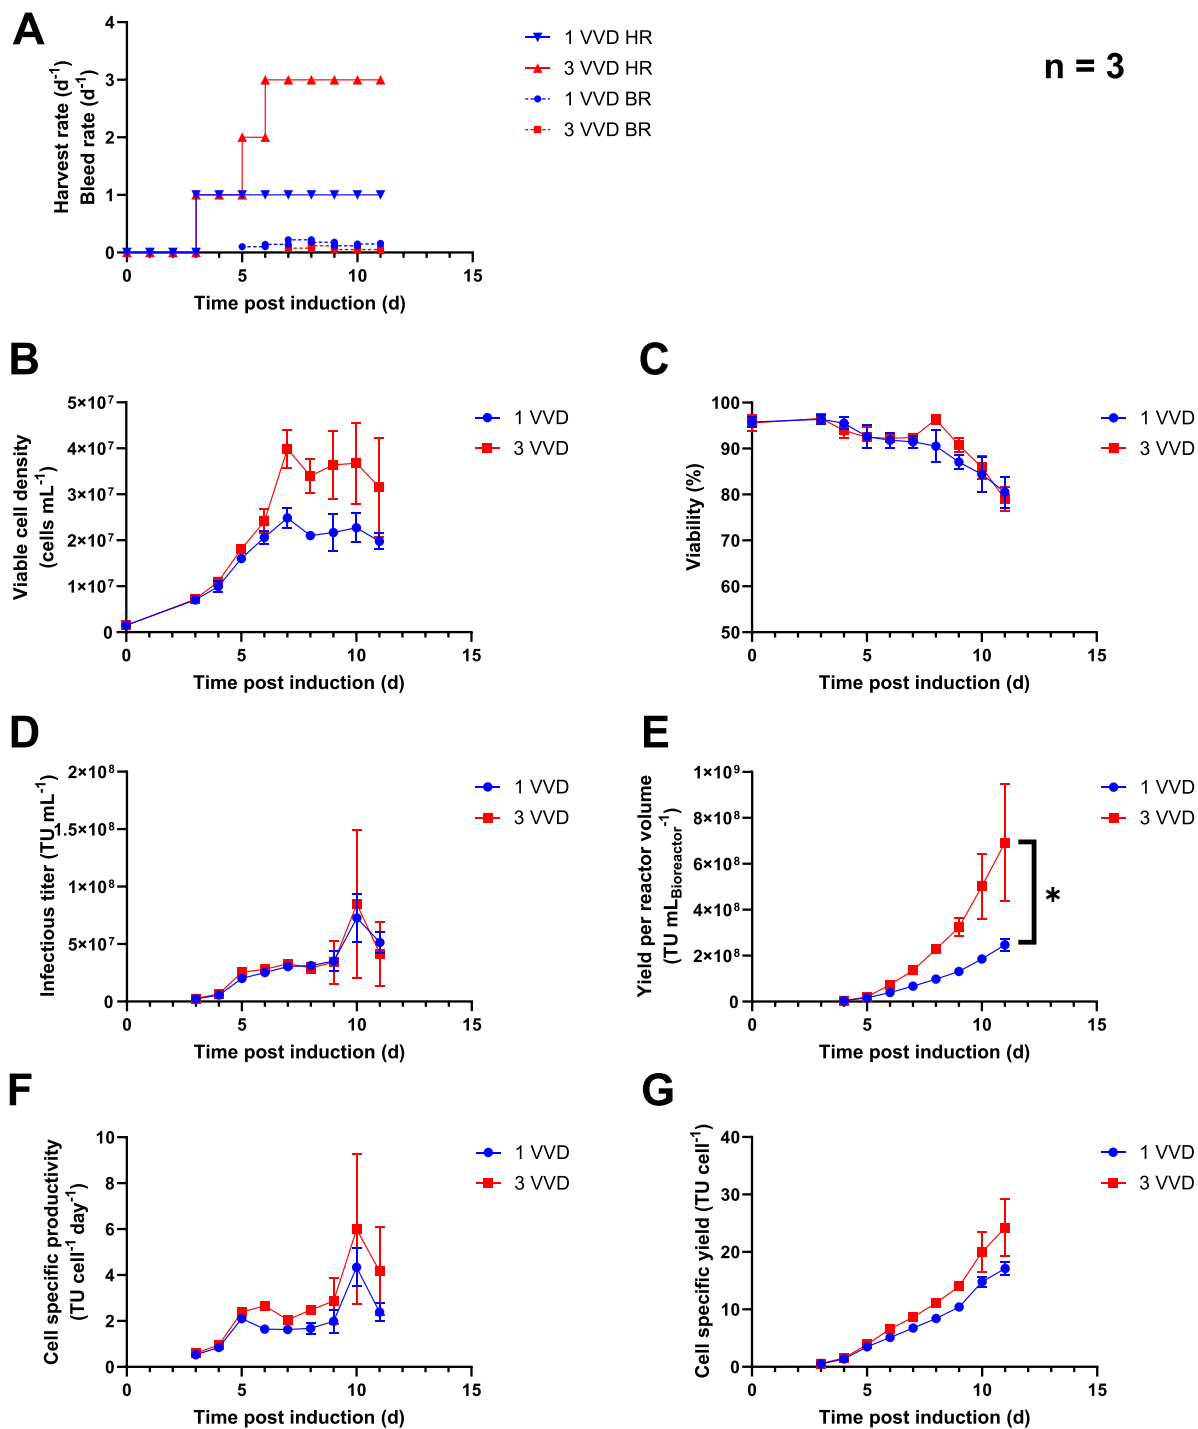 A
Harvest rate (d⁻¹)
Bleed rate (d⁻¹)
4
3
2
1
0
0 5 10 15
Time post induction (d)
1 VVD HR
3 VVD HR
1 VVD BR
3 VVD BR
n = 3
B
Viable cell density
(cells mL⁻¹)
5×10⁷
4×10⁷
3×10⁷
2×10⁷
1×10⁷
0
0 5 10 15
Time post induction (d)
1 VVD
3 VVD
C
Viability (%)
100
90
80
70
60
50
0 5 10 15
Time post induction (d)
1 VVD
3 VVD
D
Infectious titer (TU mL⁻¹)
2×10⁸
1.5×10⁸
1×10⁸
5×10⁷
0
0 5 10 15
Time post induction (d)
1 VVD
3 VVD
E
Yield per reactor volume
(TU mL_Bioreactor⁻¹)
1×10⁹
8×10⁸
6×10⁸
4×10⁸
2×10⁸
0
0 5 10 15
Time post induction (d)
1 VVD
3 VVD
*
F
Cell specific productivity
(TU cell⁻¹ day⁻¹)
10
8
6
4
2
0
0 5 10 15
Time post induction (d)
1 VVD
3 VVD
G
Cell specific yield (TU cell⁻¹)
40
30
20
10
0
0 5 10 15
Time post induction (d)
1 VVD
3 VVD